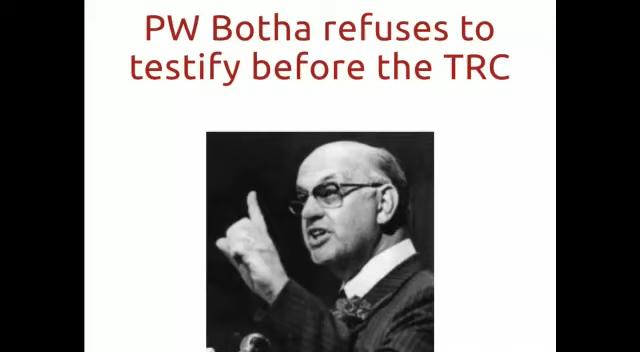 PW Botha refuses to
testify before the TRC